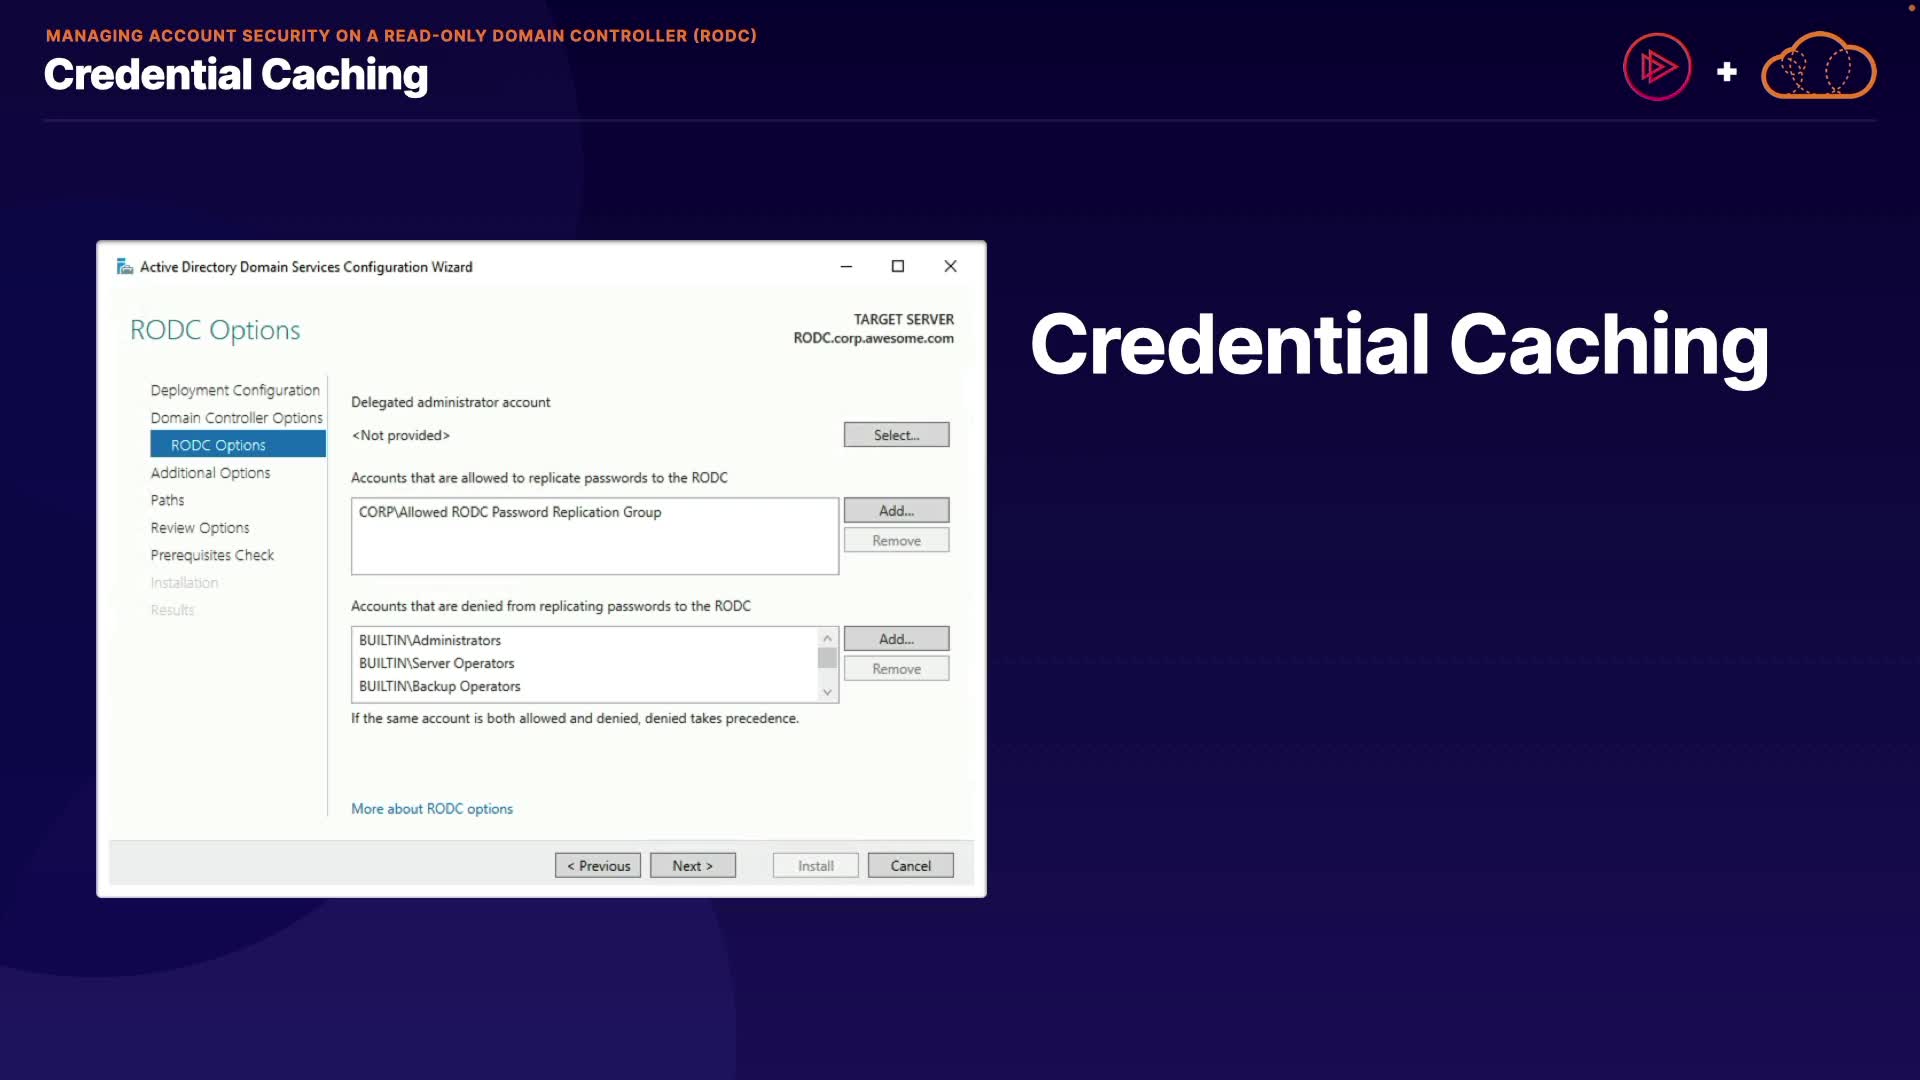 MANAGING ACCOUNT SECURITY ON A READ-ONLY DOMAIN CONTROLLER (RODC)
Credential Caching
+
Active Directory Domain Services Configuration Wizard
RODC Options
TARGET SERVER
RODC.corp.awesome.com
Deployment Configuration
Domain Controller Options
RODC Options
Additional Options
Paths
Review Options
Prerequisites Check
Installation
Results
Delegated administrator account
<Not provided>
Select...
Accounts that are allowed to replicate passwords to the RODC
CORP\Allowed RODC Password Replication Group
Add...
Remove
Accounts that are denied from replicating passwords to the RODC
BUILTIN\Administrators
BUILTIN\Server Operators
BUILTIN\Backup Operators
Add...
Remove
If the same account is both allowed and denied, denied takes precedence.
More about RODC options
< Previous
Next >
Install
Cancel
Credential Caching